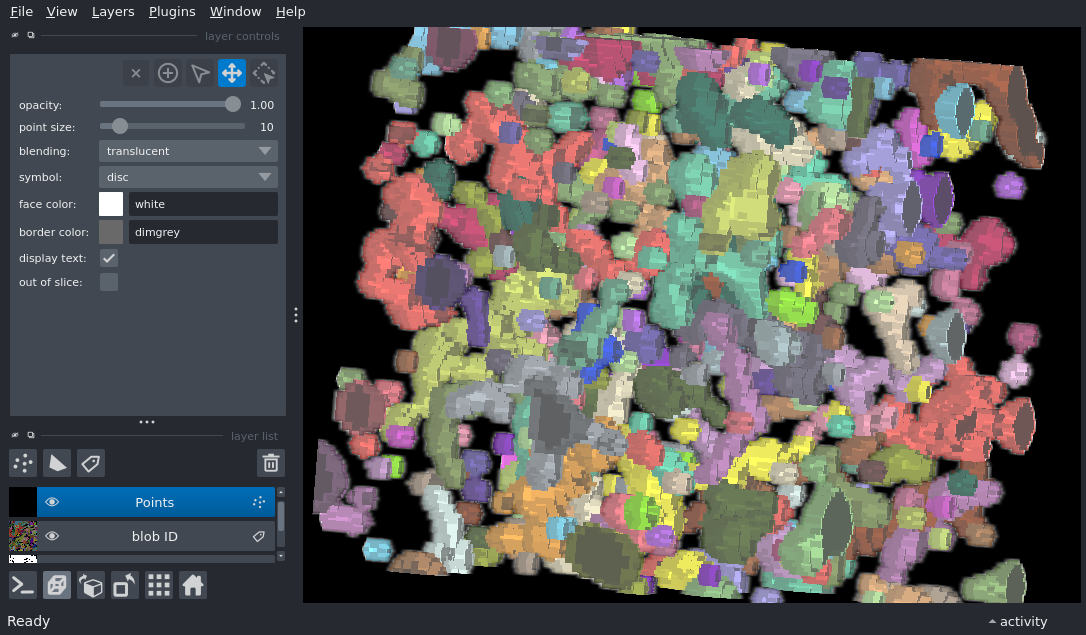 File View Layers Plugins Window Help
layer controls
opacity: 1.00
point size: 10
blending: translucent
symbol: disc
face color: white
border color: dimgrey
display text:
out of slice:
layer list
Points
blob ID
Ready
activity